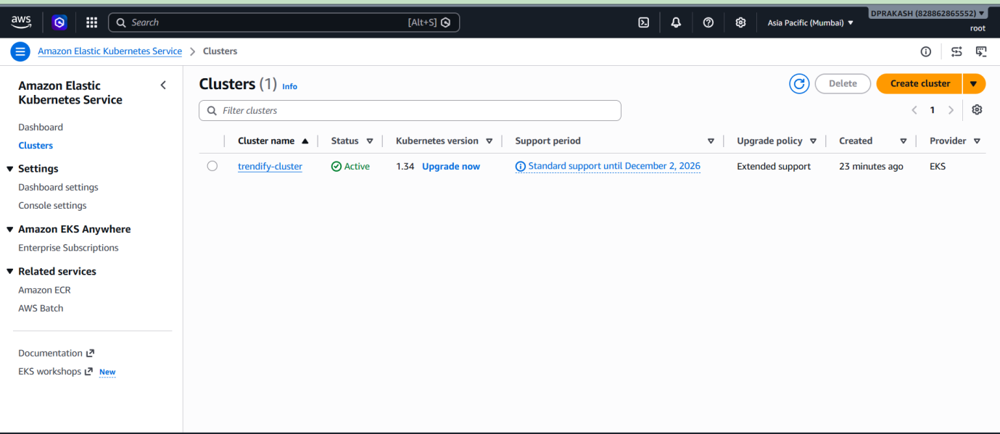 aws
Search [Alt+S]
Asia Pacific (Mumbai) ▼
DPRAKASH (828862865552) ▼
root
Amazon Elastic Kubernetes Service > Clusters
Amazon Elastic
Kubernetes Service
Dashboard
Clusters
Settings
Dashboard settings
Console settings
Amazon EKS Anywhere
Enterprise Subscriptions
Related services
Amazon ECR
AWS Batch
Documentation
EKS workshops New
Clusters (1) Info
Delete
Create cluster
Filter clusters
1
Cluster name Status Kubernetes version Support period Upgrade policy Created Provider
trendify-cluster Active 1.34 Upgrade now Standard support until December 2, 2026 Extended support 23 minutes ago EKS